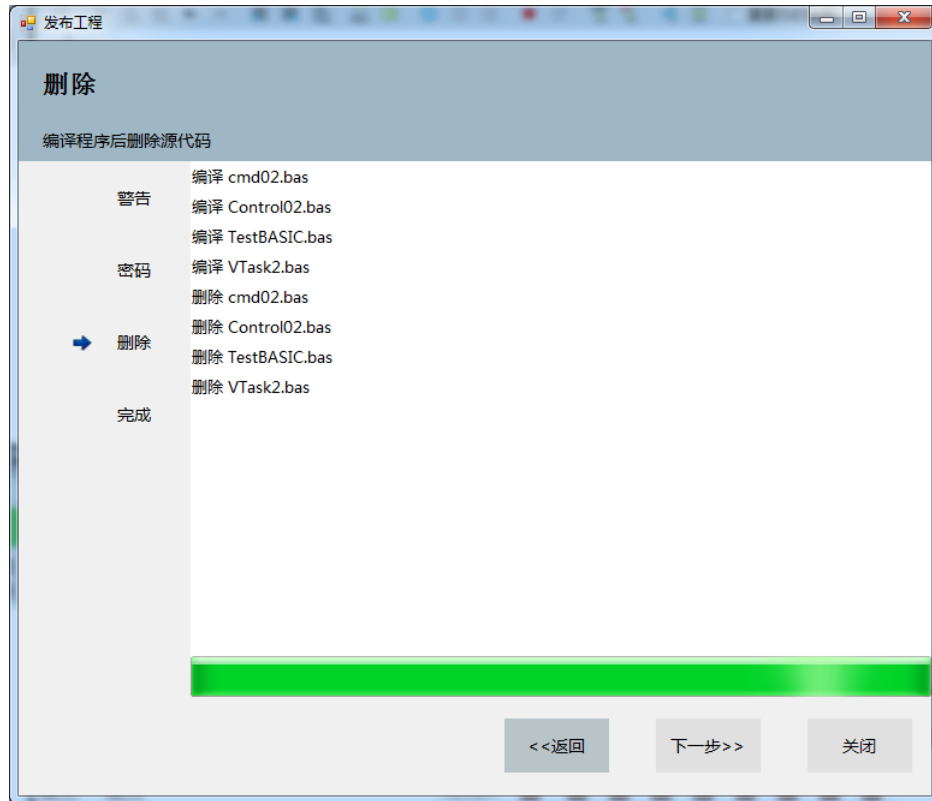 发布工程
删除
编译程序后删除源代码
警告
密码
删除
完成
编译 cmd02.bas
编译 Control02.bas
编译 TestBASIC.bas
编译 VTask2.bas
删除 cmd02.bas
删除 Control02.bas
删除 TestBASIC.bas
删除 VTask2.bas
<<返回
下一步>>
关闭